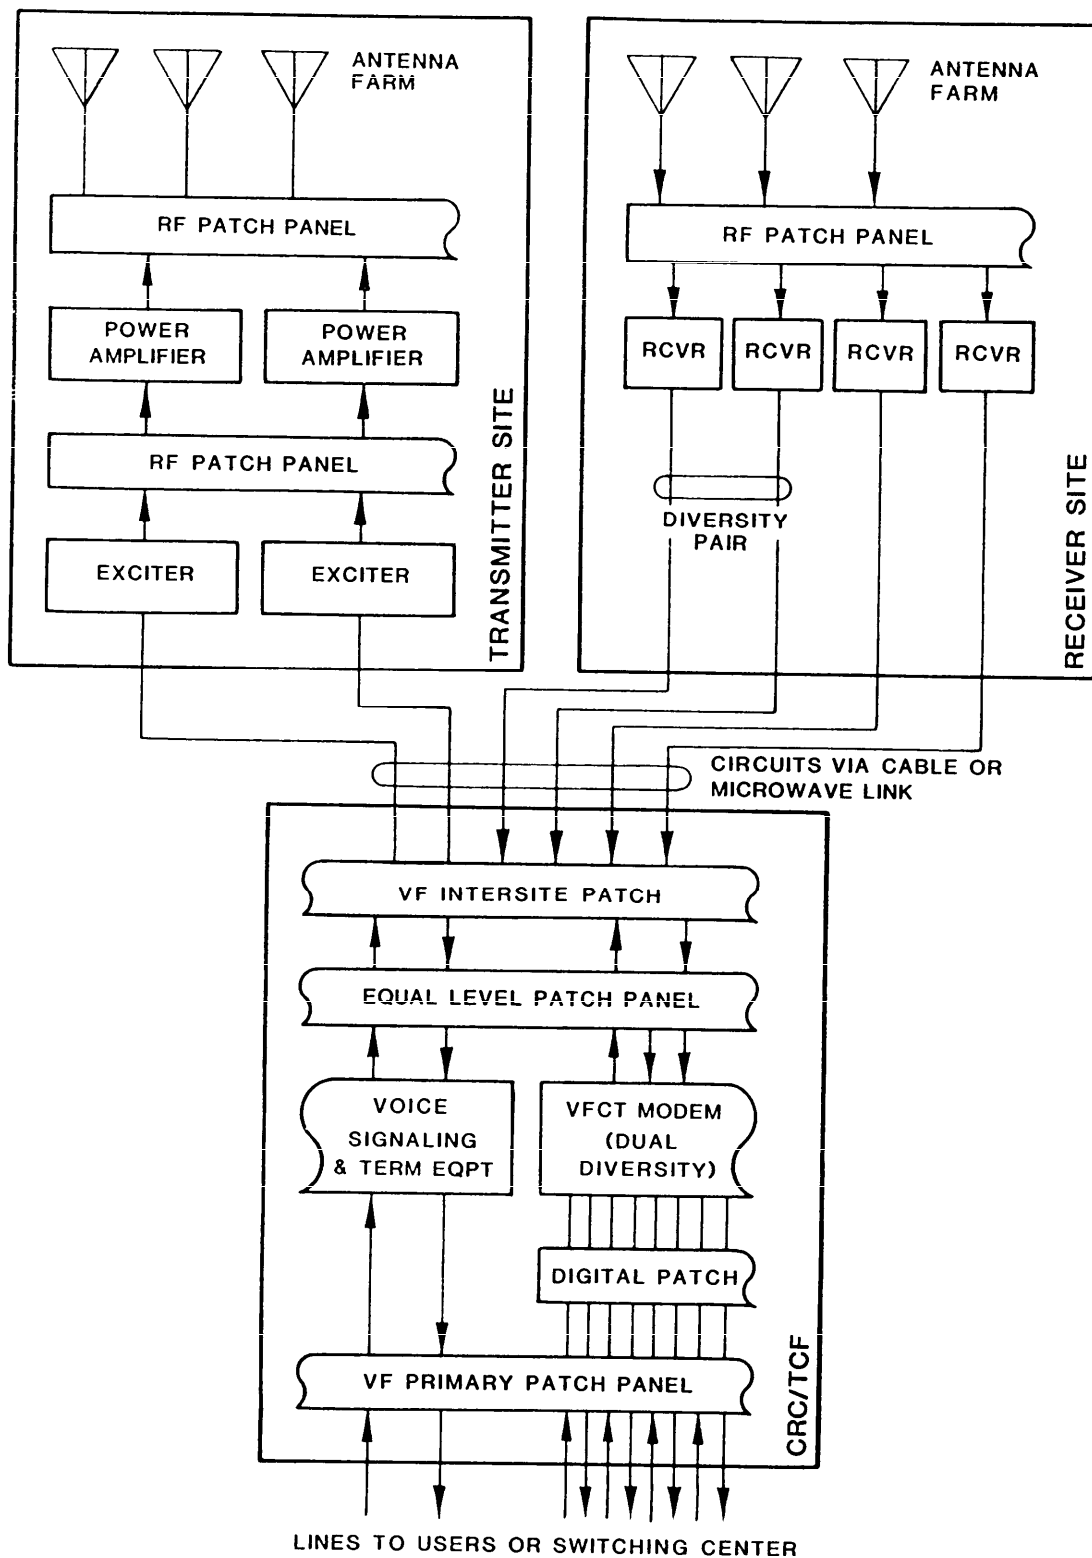 ANTENNA
FARM
RF PATCH PANEL
POWER
AMPLIFIER
POWER
AMPLIFIER
RF PATCH PANEL
EXCITER
EXCITER
TRANSMITTER SITE
ANTENNA
FARM
RF PATCH PANEL
RCVR
RCVR
RCVR
RCVR
DIVERSITY
PAIR
RECEIVER SITE
CIRCUITS VIA CABLE OR
MICROWAVE LINK
VF INTERSITE PATCH
EQUAL LEVEL PATCH PANEL
VOICE
SIGNALING
& TERM EQPT
VFCT MODEM
(DUAL
DIVERSITY)
DIGITAL PATCH
VF PRIMARY PATCH PANEL
CRC/TCF
LINES TO USERS OR SWITCHING CENTER